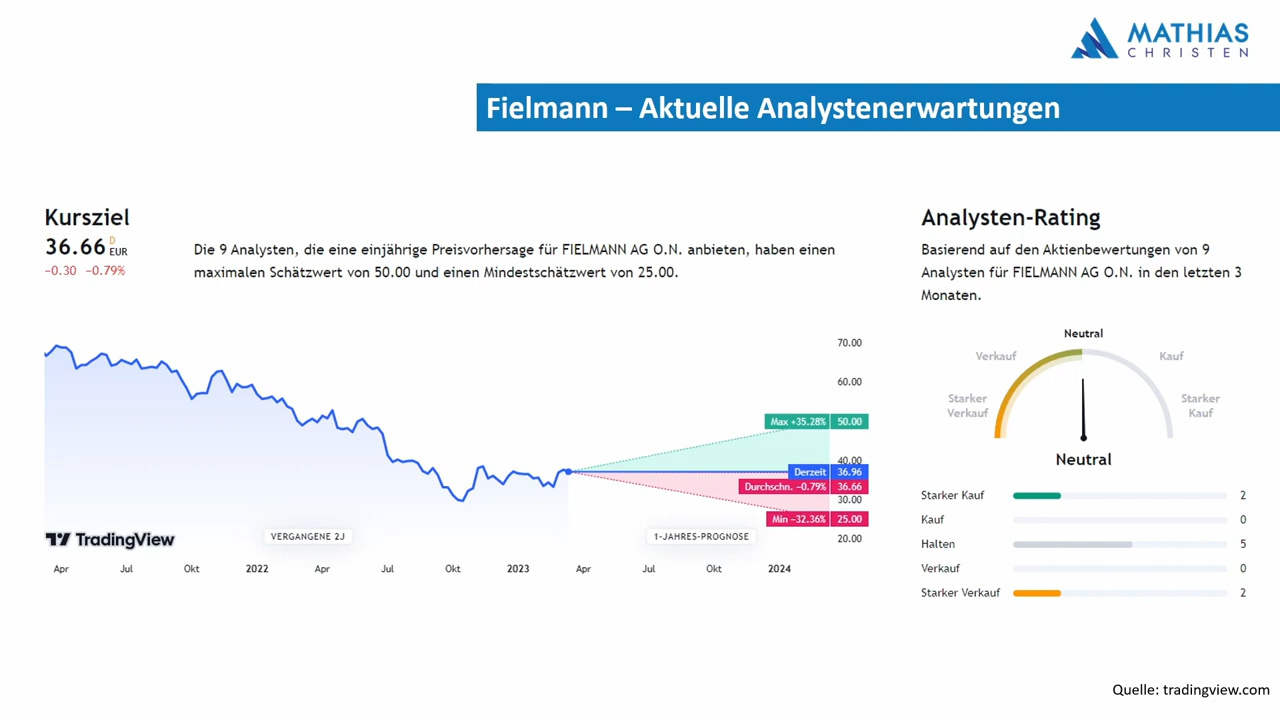 MATHIAS
CHRISTEN
Fielmann – Aktuelle Analystenerwartungen
Kursziel
36.66 D EUR
−0.30 −0.79%
Die 9 Analysten, die eine einjährige Preisvorhersage für FIELMANN AG O.N. anbieten, haben einen
maximalen Schätzwert von 50.00 und einen Mindestschätzwert von 25.00.
70.00
60.00
Max +35.28% 50.00
40.00
Derzeit 36.96
Durchschn. −0.79% 36.66
30.00
Min −32.36% 25.00
20.00
TradingView
VERGANGENE 2J
1-JAHRES-PROGNOSE
Apr Jul Okt 2022 Apr Jul Okt 2023 Apr Jul Okt 2024
Analysten-Rating
Basierend auf den Aktienbewertungen von 9
Analysten für FIELMANN AG O.N. in den letzten 3
Monaten.
Neutral
Verkauf Kauf
Starker Verkauf
Starker Kauf
Neutral
Starker Kauf 2
Kauf 0
Halten 5
Verkauf 0
Starker Verkauf 2
Quelle: tradingview.com